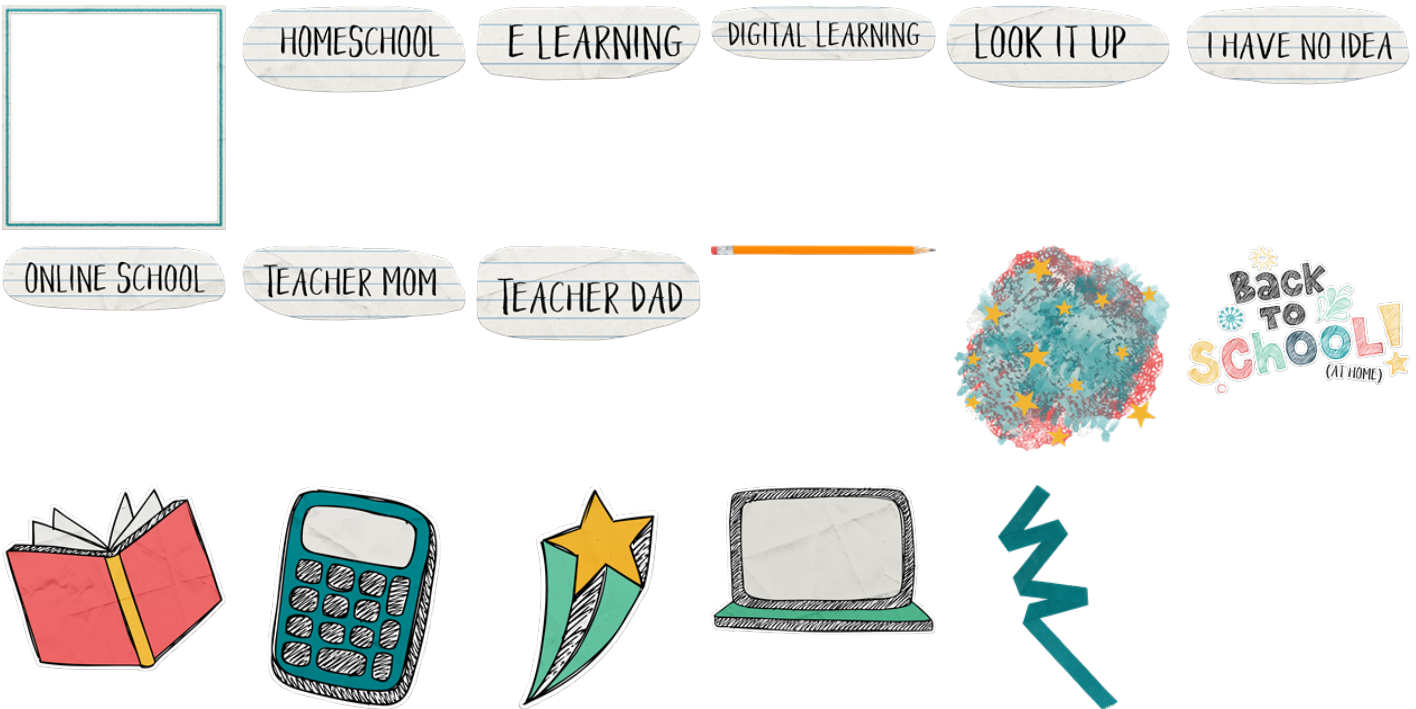 HOMESCHOOL
E LEARNING
DIGITAL LEARNING
LOOK IT UP
I HAVE NO IDEA
ONLINE SCHOOL
TEACHER MOM
TEACHER DAD
BacK
TO
SChOOL!
(AT HOME)